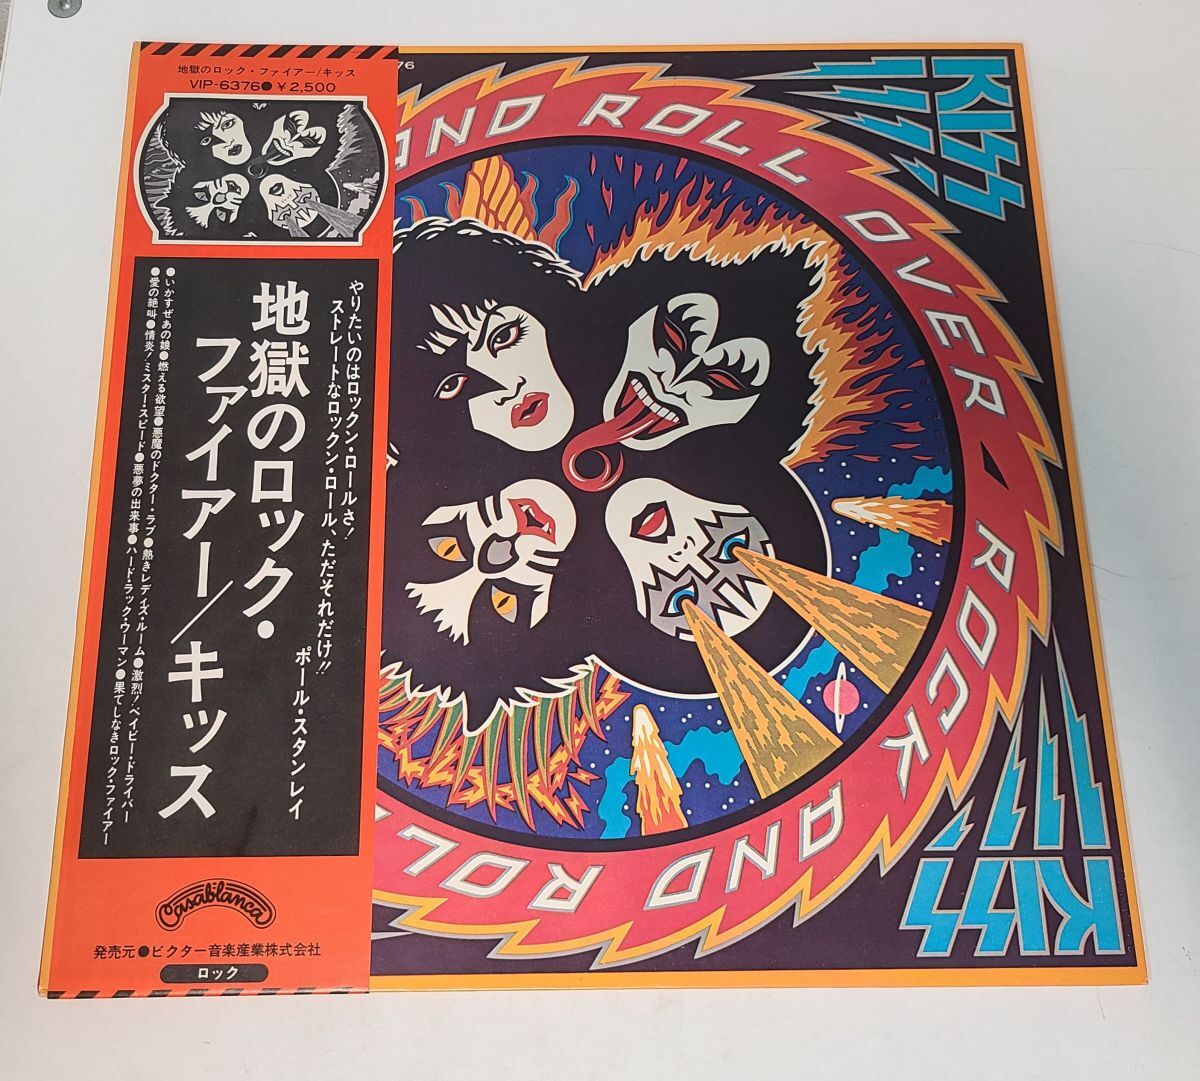 地獄のロック・ファイアー/キッス
VIP-6376●¥2,500
やりたいのはロックン・ロールさ!
ストレートなロックン・ロール、ただそれだけ!!
ポール・スタンレイ
地獄のロック・
ファイアー/キッス
●いかすぜあの娘●燃える欲望●悪魔のドクター・ラブ●熱きレディズ・ルーム●激烈!ベイビー・ドライバー
●愛の絶叫●情炎!ミスター・スピード●悪夢の出来事●ハード・ラック・ウーマン●果てしなきロック・ファイアー
Casablanca
発売元●ビクター音楽産業株式会社
ロック
76
AND ROLL OVER ROCK AND ROLL
KISS
KISS